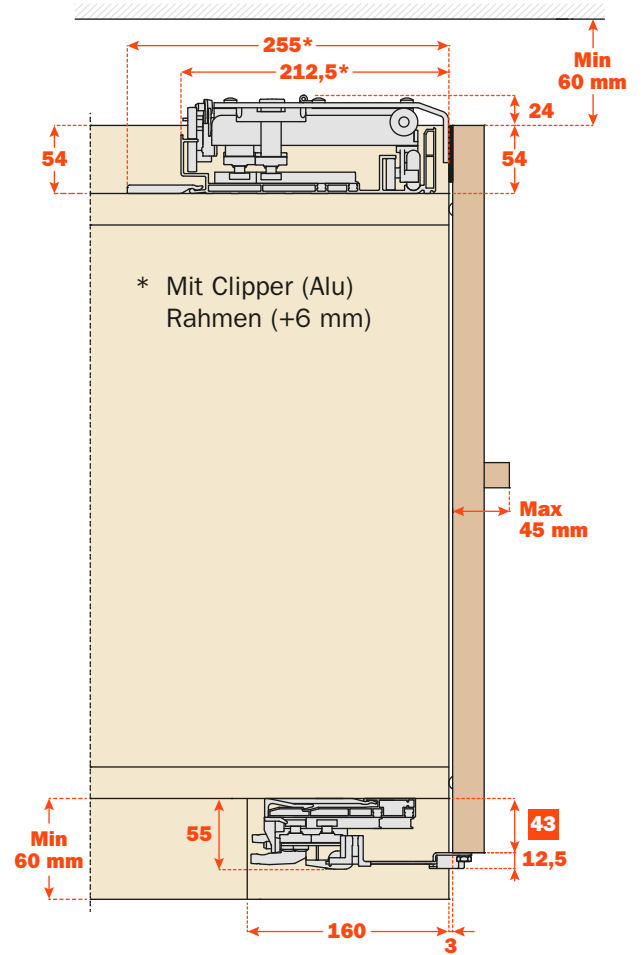 255*
212,5*
Min
60 mm
24
54
54
* Mit Clipper (Alu)
Rahmen (+6 mm)
Max
45 mm
Min
60 mm
55
43
12,5
160
3